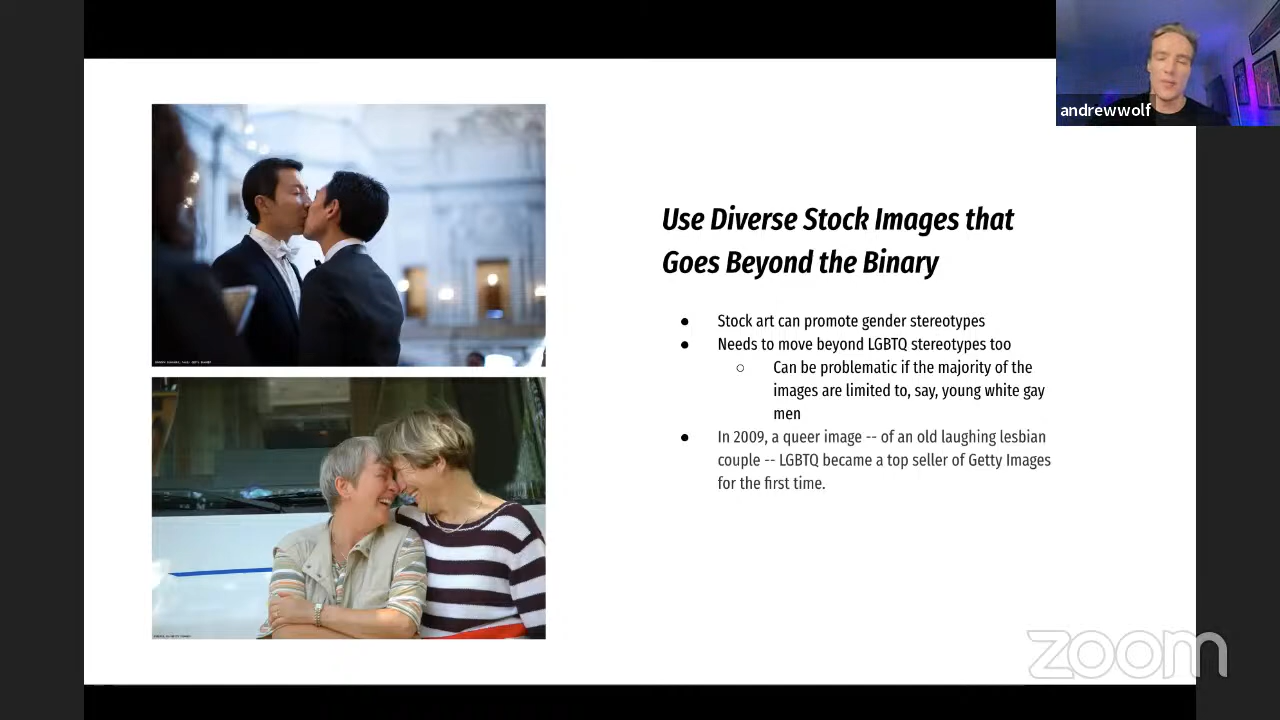 andrewwolf
Use Diverse Stock Images that
Goes Beyond the Binary
● Stock art can promote gender stereotypes
● Needs to move beyond LGBTQ stereotypes too
○ Can be problematic if the majority of the
images are limited to, say, young white gay
men
● In 2009, a queer image -- of an old laughing lesbian
couple -- LGBTQ became a top seller of Getty Images
for the first time.
zoom